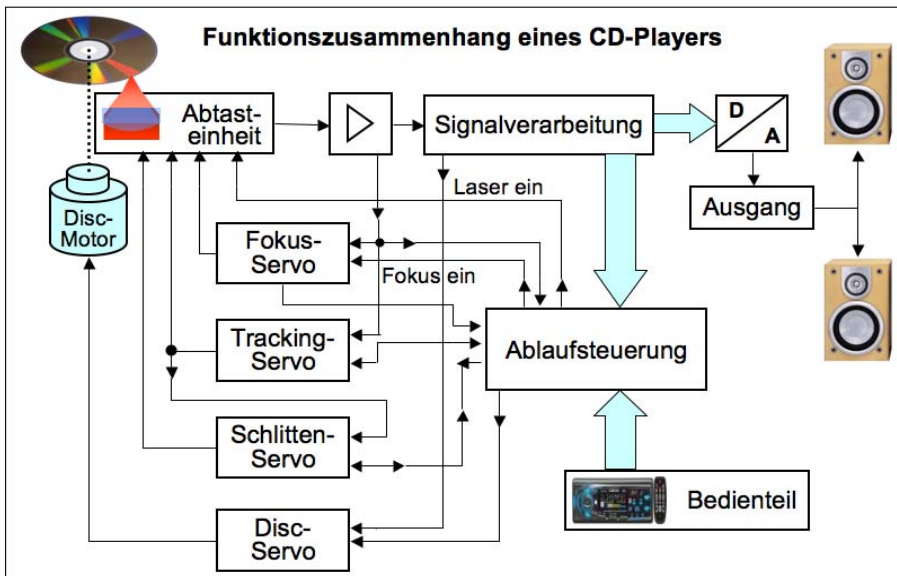 Funktionszusammenhang eines CD-Players
Abtast-
einheit
Signalverarbeitung
D
A
Laser ein
Ausgang
Disc-
Motor
Fokus-
Servo
Fokus ein
Tracking-
Servo
Ablaufsteuerung
Schlitten-
Servo
Bedienteil
Disc-
Servo